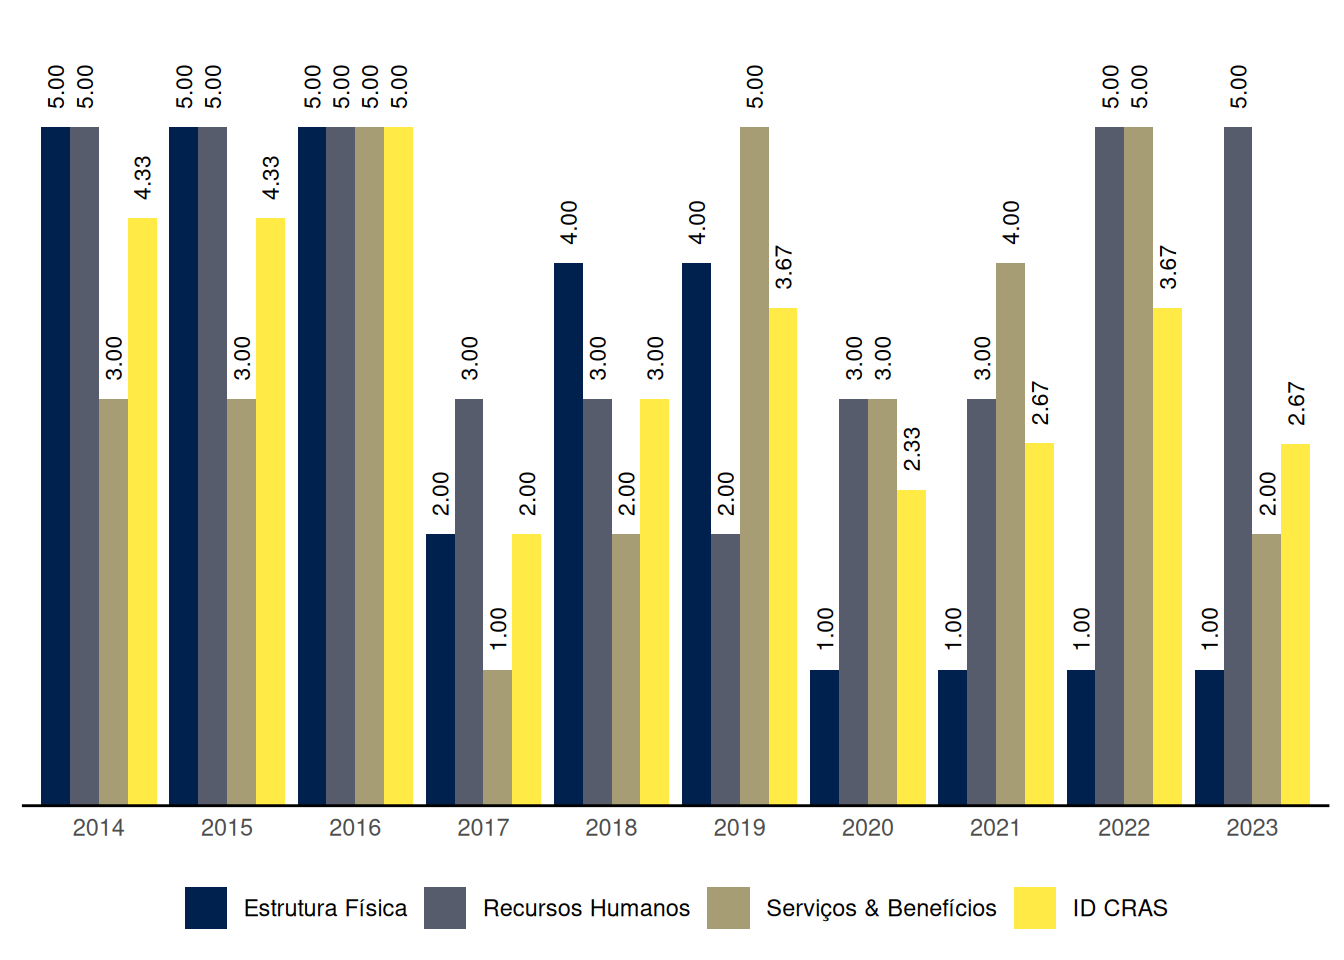 5.00 5.00 3.00 4.33
5.00 5.00 3.00 4.33
5.00 5.00 5.00 5.00
2.00 3.00 1.00 2.00
4.00 3.00 2.00 3.00
4.00 2.00 5.00 3.67
1.00 3.00 3.00 2.33
1.00 3.00 4.00 2.67
1.00 5.00 5.00 3.67
1.00 5.00 2.00 2.67
2014 2015 2016 2017 2018 2019 2020 2021 2022 2023
Estrutura Física Recursos Humanos Serviços & Benefícios ID CRAS